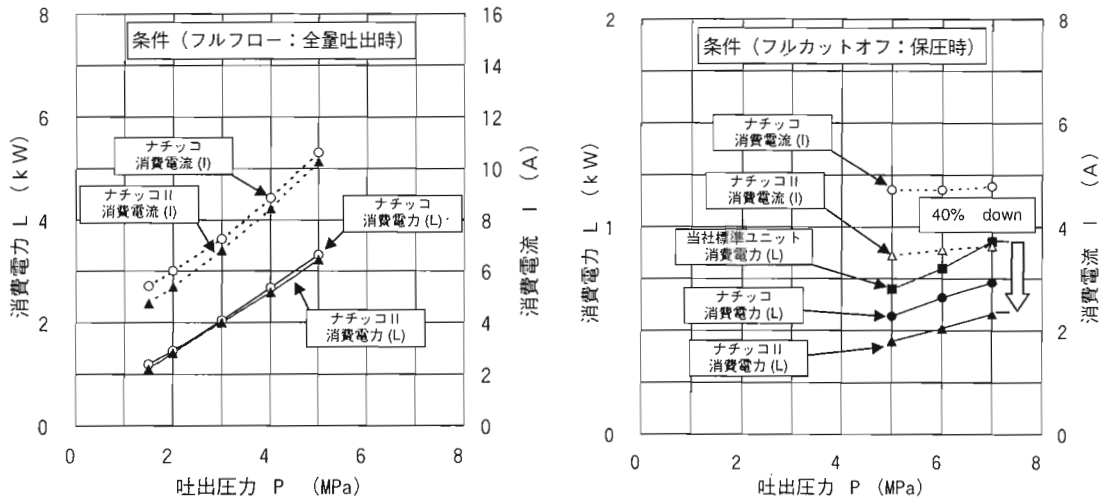 条件（フルフロー：全量吐出時）
8
6
4
2
0
消費電力 L （kW）
16
14
12
10
8
6
4
2
0
消費電流 I （A）
ナチッコ
消費電流(I)
ナチッコII
消費電流(I)
ナチッコ
消費電力(L)
ナチッコII
消費電力(L)
0 2 4 6 8
吐出圧力 P （MPa）
条件（フルカットオフ：保圧時）
2
1
0
消費電力 L （kW）
8
6
4
2
0
消費電流 I （A）
ナチッコ
消費電流(I)
ナチッコII
消費電流(I)
当社標準ユニット
消費電力(L)
ナチッコ
消費電力(L)
ナチッコII
消費電力(L)
40% down
0 2 4 6 8
吐出圧力 P （MPa）